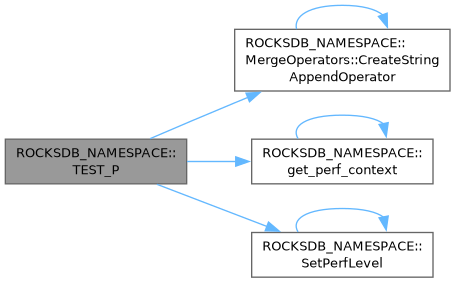 ROCKSDB_NAMESPACE::
MergeOperators::CreateString
AppendOperator
ROCKSDB_NAMESPACE::
TEST_P
ROCKSDB_NAMESPACE::
get_perf_context
ROCKSDB_NAMESPACE::
SetPerfLevel